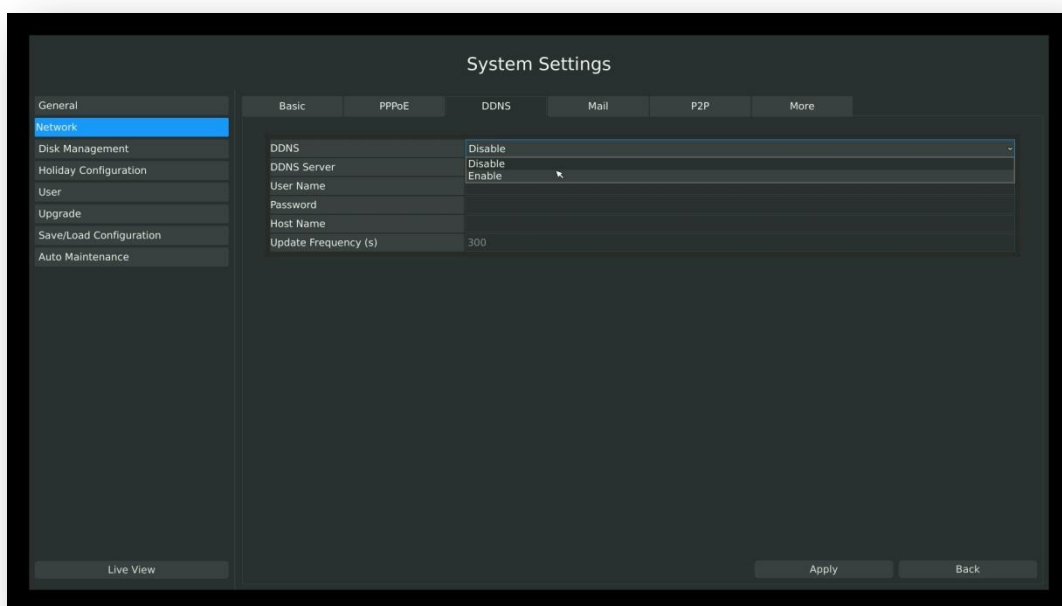 System Settings
General
Network
Disk Management
Holiday Configuration
User
Upgrade
Save/Load Configuration
Auto Maintenance
Live View
Basic PPPoE DDNS Mail P2P More
DDNS Disable
Disable
Enable
DDNS Server
User Name
Password
Host Name
Update Frequency (s) 300
Apply Back